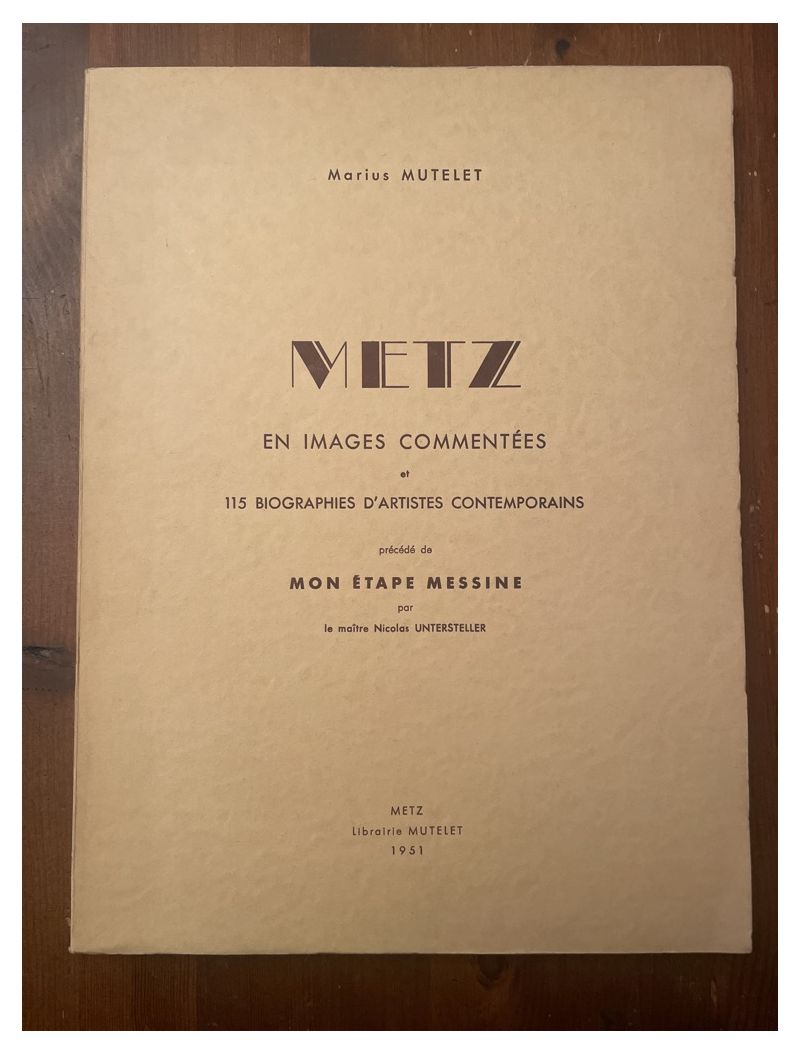 Marius MUTELET
METZ
EN IMAGES COMMENTÉES
et
115 BIOGRAPHIES D'ARTISTES CONTEMPORAINS
précédé de
MON ÉTAPE MESSINE
par
le maître Nicolas UNTERSTELLER
METZ
Librairie MUTELET
1951